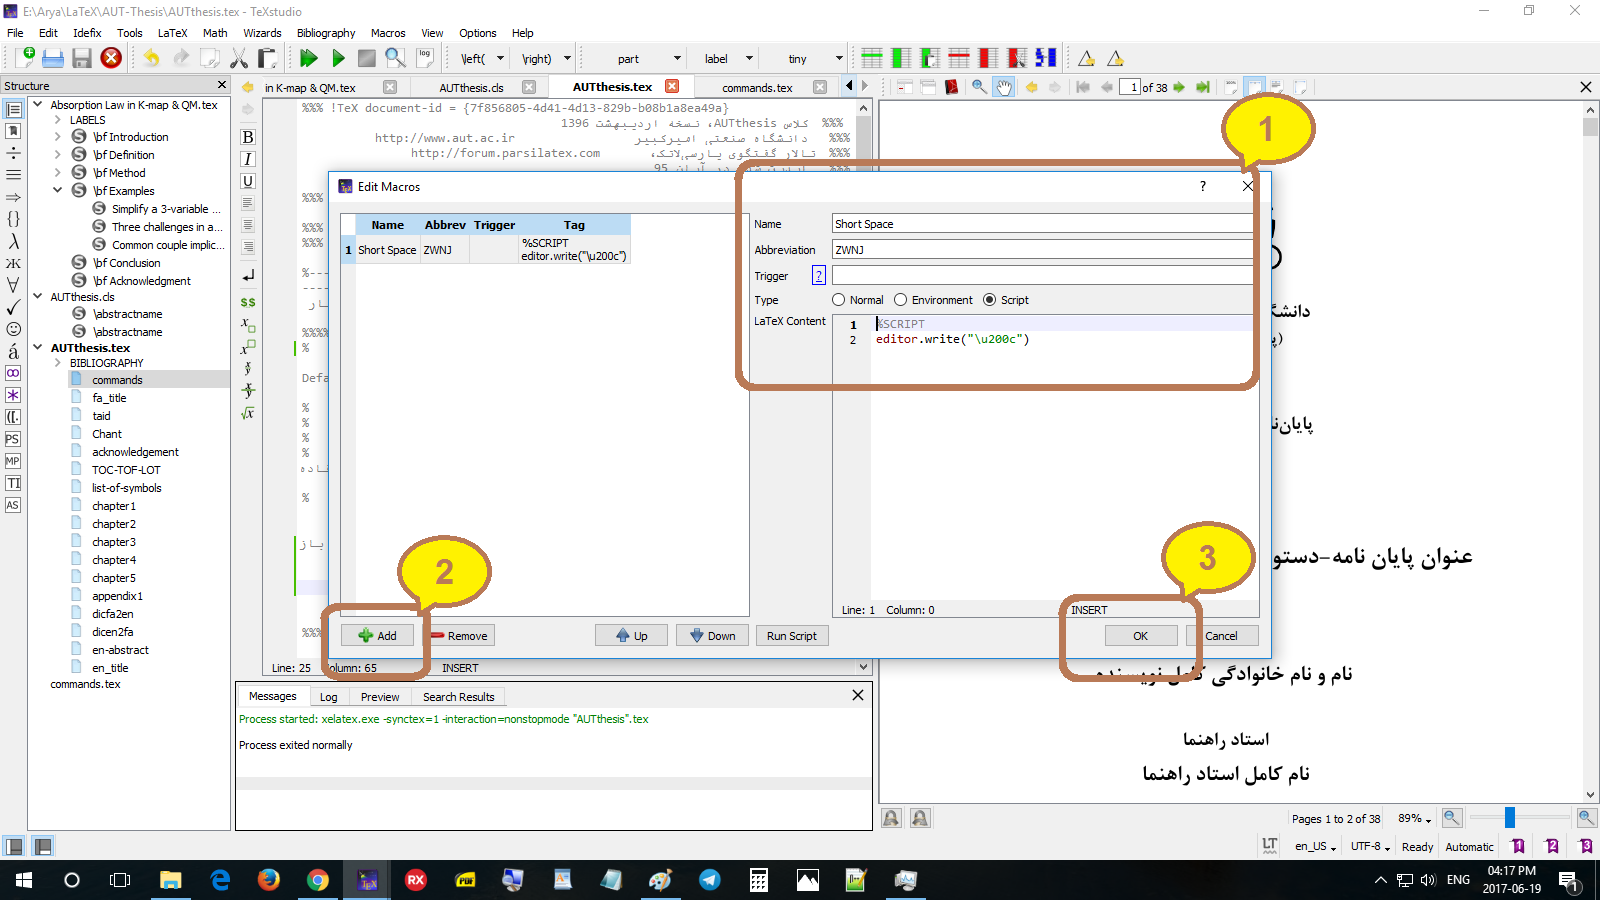 E:\Arya\LaTeX\AUT-Thesis\AUTthesis.tex - TeXstudio
File Edit Idefix Tools LaTeX Math Wizards Bibliography Macros View Options Help
log \left( \right) part label tiny
Structure
Absorption Law in K-map & QM.tex
LABELS
\bf Introduction
\bf Definition
\bf Method
\bf Examples
Simplify a 3-variable ...
Three challenges in a...
Common couple implic...
\bf Conclusion
\bf Acknowledgment
AUTthesis.cls
\abstractname
\abstractname
AUTthesis.tex
BIBLIOGRAPHY
commands
fa_title
taid
Chant
acknowledgement
TOC-TOF-LOT
list-of-symbols
chapter1
chapter2
chapter3
chapter4
chapter5
appendix1
dicfa2en
dicen2fa
en-abstract
en_title
commands.tex
in K-map & QM.tex AUTthesis.cls AUTthesis.tex commands.tex
1 of 38
%%% !TeX document-id = {7f856805-4d41-4d13-829b-b08b1a8ea49a}
%%% کلاس AUTthesis، نسخه اردیبهشت 1396
%%% دانشگاه صنعتی امیرکبیر http://www.aut.ac.ir
%%% تالار گفتگوی پارسی‌لاتک، http://forum.parsilatex.com
Edit Macros
?
Name Abbrev Trigger Tag
1 Short Space ZWNJ %SCRIPT
editor.write("\u200c")
Name Short Space
Abbreviation ZWNJ
Trigger ?
Type Normal Environment Script
LaTeX Content
1 %SCRIPT
2 editor.write("\u200c")
Line: 1 Column: 0 INSERT
Add Remove Up Down Run Script OK Cancel
1
2
3
Line: 25 Column: 65 INSERT
Messages Log Preview Search Results
Process started: xelatex.exe -synctex=1 -interaction=nonstopmode "AUTthesis".tex
Process exited normally
عنوان پایان نامه-دستو
نام و نام خانوادگی کامل نویسنده
استاد راهنما
نام کامل استاد راهنما
Pages 1 to 2 of 38 89%
LT en_US UTF-8 Ready Automatic 1 2 3
ENG 04:17 PM
2017-06-19
1